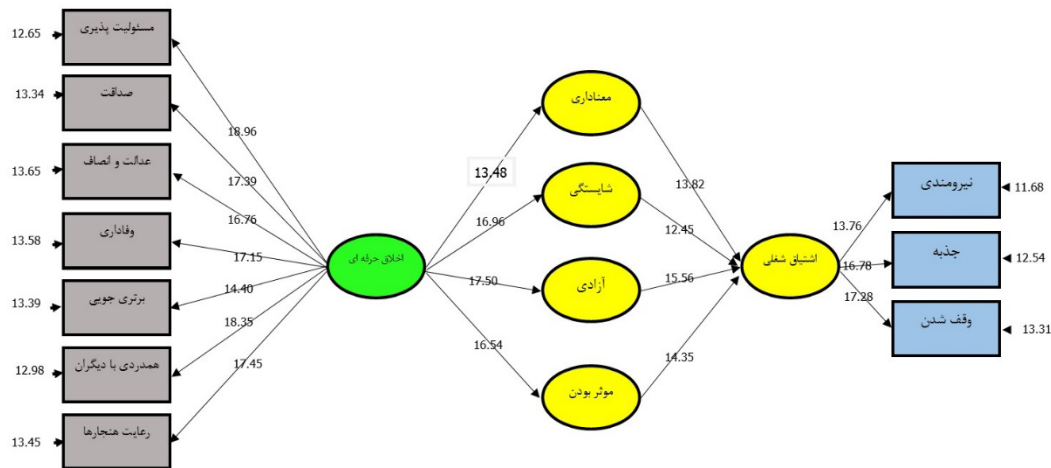 12.65
مسئولیت پذیری
13.34
صداقت
13.65
عدالت و انصاف
13.58
وفاداری
13.39
برتری جویی
12.98
همدردی با دیگران
13.45
رعایت هنجارها
18.96
17.39
16.76
17.15
14.40
18.35
17.45
اخلاق حرفه ای
13.48
16.96
17.50
16.54
معناداری
شایستگی
آزادی
موثر بودن
13.82
12.45
15.56
14.35
اشتیاق شغلی
13.76
16.78
17.28
نیرومندی
11.68
جذبه
12.54
وقف شدن
13.31